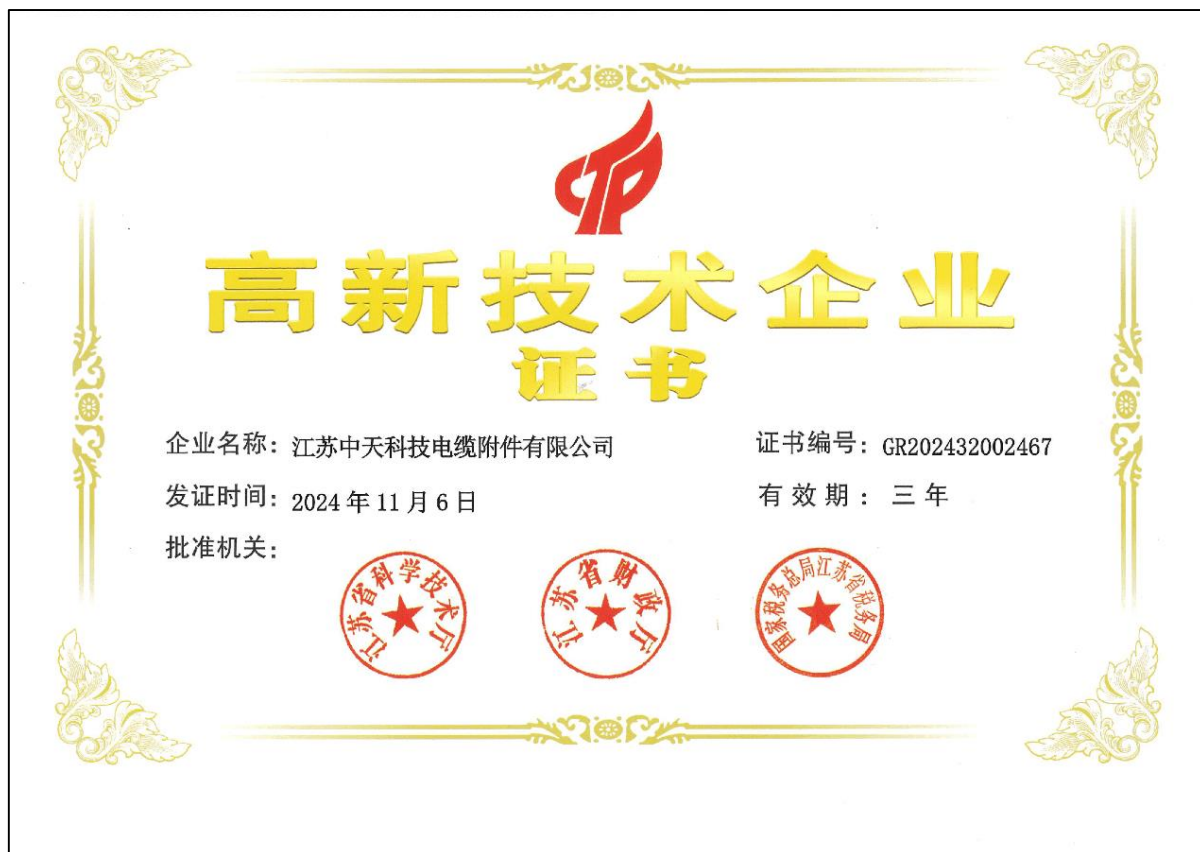 高新技术企业
证书
企业名称：江苏中天科技电缆附件有限公司
证书编号：GR202432002467
发证时间：2024年11月6日
有效期：三年
批准机关：
江苏省科学技术厅
江苏省财政厅
国家税务总局江苏省税务局